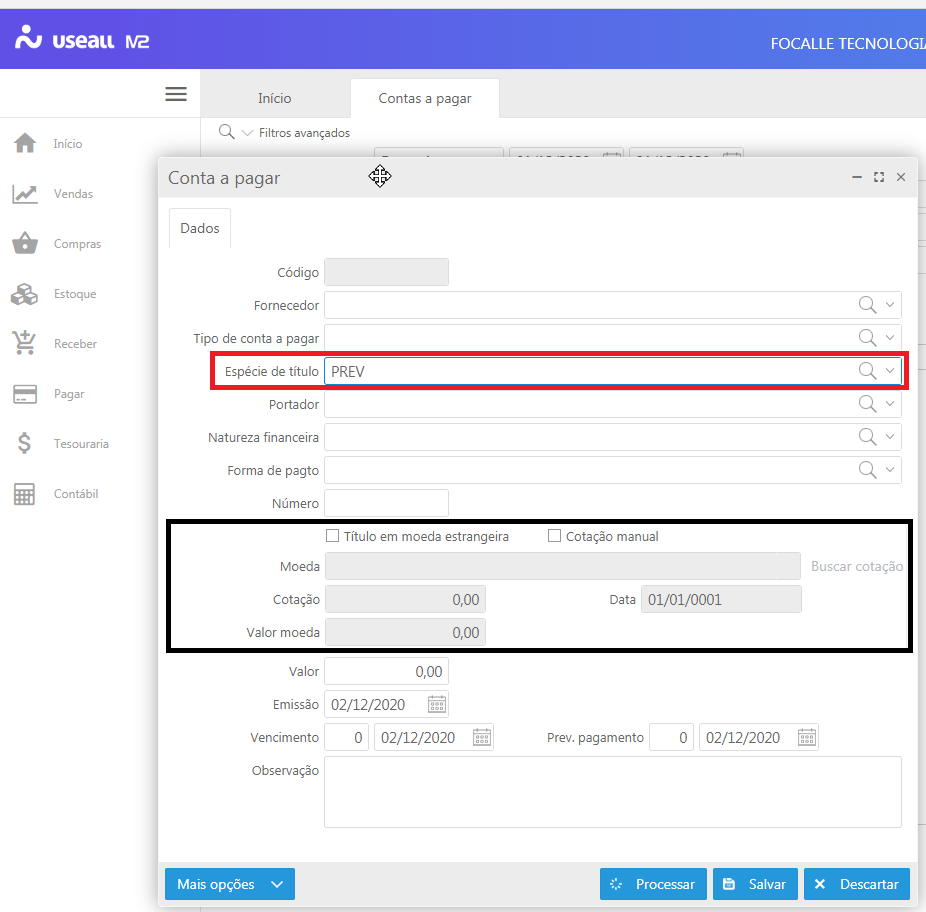 useall M2
FOCALLE TECNOLOGIA
Início
Contas a pagar
Filtros avançados
Início
Vendas
Compras
Estoque
Receber
Pagar
Tesouraria
Contábil
Conta a pagar
Dados
Código
Fornecedor
Tipo de conta a pagar
Espécie de título PREV
Portador
Natureza financeira
Forma de pagto
Número
Título em moeda estrangeira Cotação manual
Moeda Buscar cotação
Cotação 0,00 Data 01/01/0001
Valor moeda 0,00
Valor 0,00
Emissão 02/12/2020
Vencimento 0 02/12/2020 Prev. pagamento 0 02/12/2020
Observação
Mais opções Processar Salvar Descartar